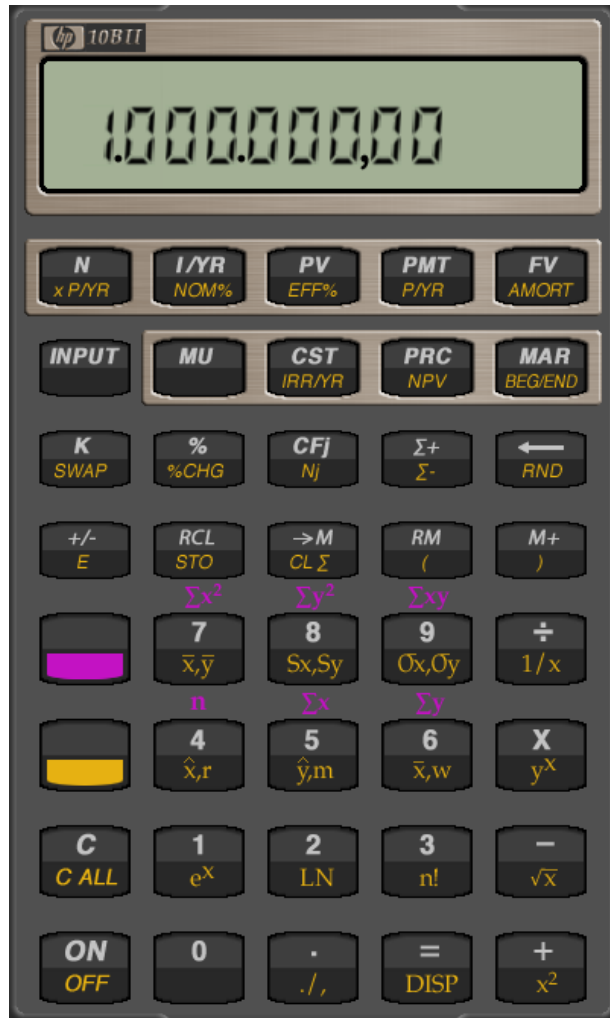 hp 10BII
1.000.000,00
N I/YR PV PMT FV
x P/YR NOM% EFF% P/YR AMORT
INPUT MU CST PRC MAR
IRR/YR NPV BEG/END
K % CFj Σ+ ←
SWAP %CHG Nj Σ- RND
+/- RCL →M RM M+
E STO CL Σ ( )
Σx² Σy² Σxy
7 8 9 ÷
x̅,y̅ Sx,Sy σx,σy 1/x
n Σx Σy
4 5 6 X
x̂,r ŷ,m x̅,w yˣ
C 1 2 3 −
C ALL eˣ LN n! √x
ON 0 . = +
OFF ./, DISP x²